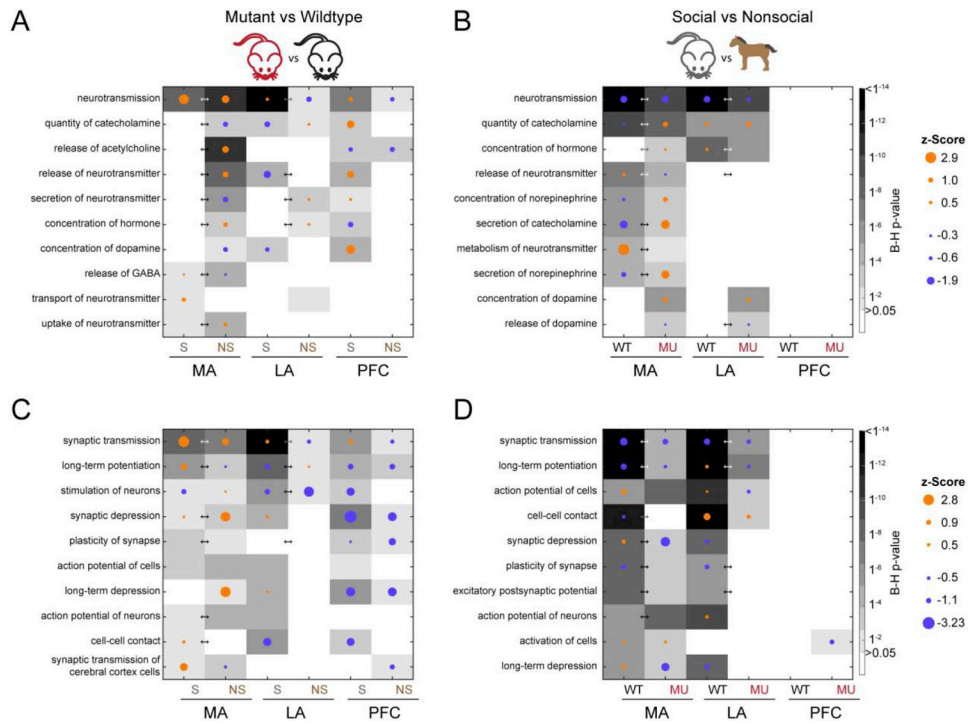 A
Mutant vs Wildtype
vs
neurotransmission
quantity of catecholamine
release of acetylcholine
release of neurotransmitter
secretion of neurotransmitter
concentration of hormone
concentration of dopamine
release of GABA
transport of neurotransmitter
uptake of neurotransmitter
S NS S NS S NS
MA LA PFC
B
Social vs Nonsocial
vs
neurotransmission
quantity of catecholamine
concentration of hormone
release of neurotransmitter
concentration of norepinephrine
secretion of catecholamine
metabolism of neurotransmitter
secretion of norepinephrine
concentration of dopamine
release of dopamine
WT MU WT MU WT MU
MA LA PFC
<1-14
1-12
1-10
1-8
1-6
1-4
1-2
>0.05
B-H p-value
z-Score
2.9
1.0
0.5
-0.3
-0.6
-1.9
C
synaptic transmission
long-term potentiation
stimulation of neurons
synaptic depression
plasticity of synapse
action potential of cells
long-term depression
action potential of neurons
cell-cell contact
synaptic transmission of
cerebral cortex cells
S NS S NS S NS
MA LA PFC
D
synaptic transmission
long-term potentiation
action potential of cells
cell-cell contact
synaptic depression
plasticity of synapse
excitatory postsynaptic potential
action potential of neurons
activation of cells
long-term depression
WT MU WT MU WT MU
MA LA PFC
<1-14
1-12
1-10
1-8
1-6
1-4
1-2
>0.05
B-H p-value
z-Score
2.8
0.9
0.5
-0.5
-1.1
-3.23